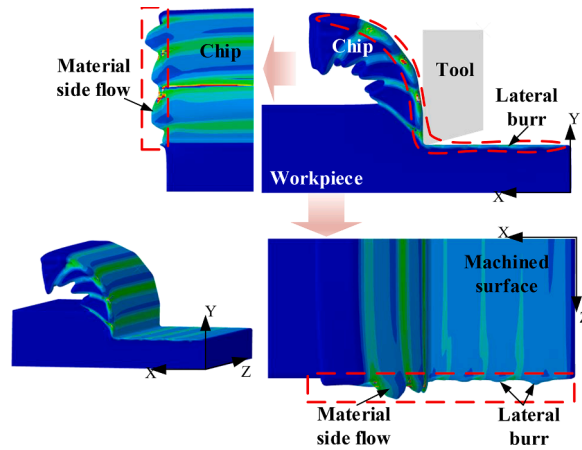 Chip
Material
side flow
Chip
Tool
Lateral
burr
Y
X
Workpiece
Y
X
Z
X
Machined
surface
Z
Material
side flow
Lateral
burr